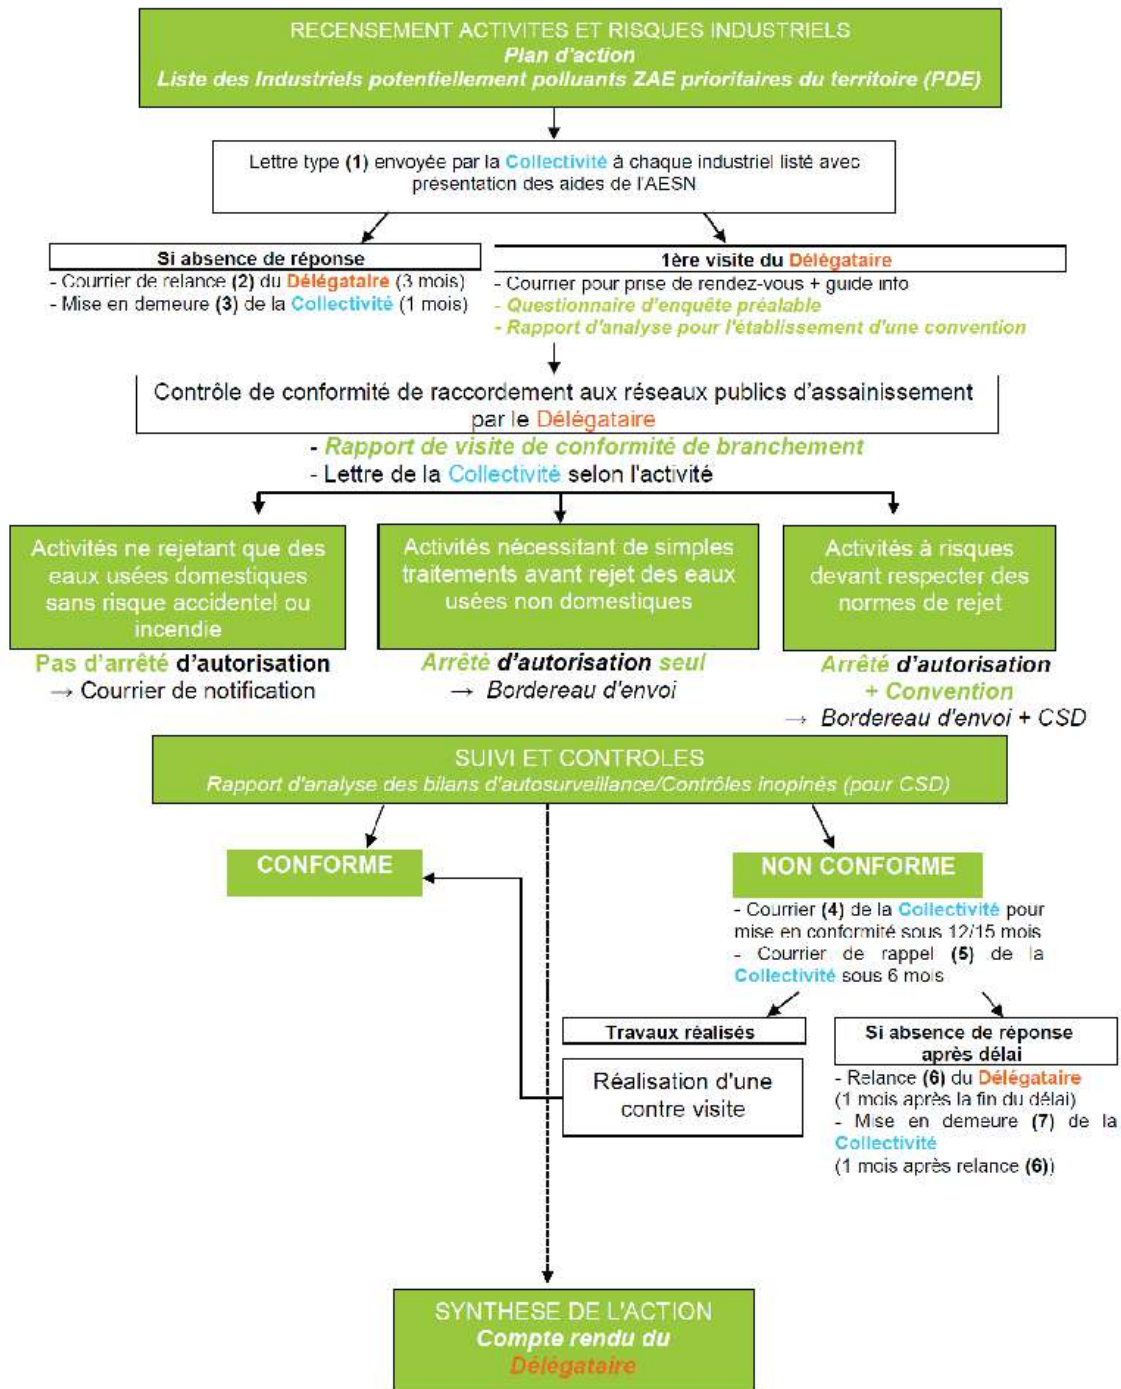 RECENSEMENT ACTIVITES ET RISQUES INDUSTRIELS
Plan d'action
Liste des Industriels potentiellement polluants ZAE prioritaires du territoire (PDE)
Lettre type (1) envoyée par la Collectivité à chaque industriel listé avec
présentation des aides de l'AESN
Si absence de réponse
- Courrier de relance (2) du Délégataire (3 mois)
- Mise en demeure (3) de la Collectivité (1 mois)
1ère visite du Délégataire
- Courrier pour prise de rendez-vous + guide info
- Questionnaire d'enquête préalable
- Rapport d'analyse pour l'établissement d'une convention
Contrôle de conformité de raccordement aux réseaux publics d'assainissement
par le Délégataire
- Rapport de visite de conformité de branchement
- Lettre de la Collectivité selon l'activité
Activités ne rejetant que des
eaux usées domestiques
sans risque accidentel ou
incendie
Pas d'arrêté d'autorisation
→ Courrier de notification
Activités nécessitant de simples
traitements avant rejet des eaux
usées non domestiques
Arrêté d'autorisation seul
→ Bordereau d'envoi
Activités à risques
devant respecter des
normes de rejet
Arrêté d'autorisation
+ Convention
→ Bordereau d'envoi + CSD
SUIVI ET CONTROLES
Rapport d'analyse des bilans d'autosurveillance/Contrôles inopinés (pour CSD)
CONFORME
NON CONFORME
- Courrier (4) de la Collectivité pour
mise en conformité sous 12/15 mois
- Courrier de rappel (5) de la
Collectivité sous 6 mois
Travaux réalisés
Réalisation d'une
contre visite
Si absence de réponse
après délai
- Relance (6) du Délégataire
(1 mois après la fin du délai)
- Mise en demeure (7) de la
Collectivité
(1 mois après relance (6))
SYNTHESE DE L'ACTION
Compte rendu du
Délégataire